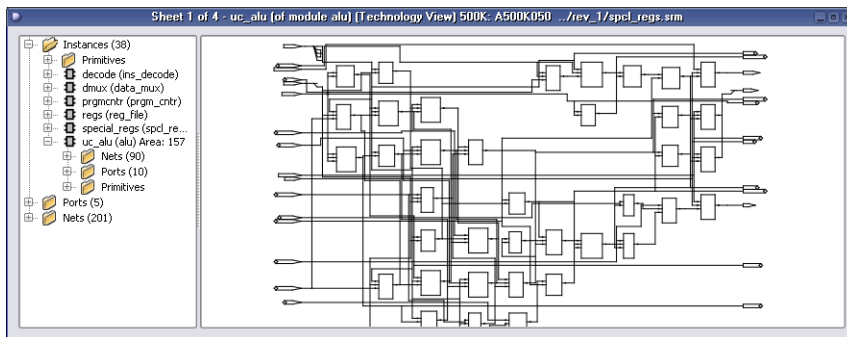 Sheet 1 of 4 - uc_alu (of module alu) (Technology View) 500K: A500K050 ../rev_1/spcl_regs.srm
Instances (38)
Primitives
decode (ins_decode)
dmux (data_mux)
prgmcntr (prgm_cntr)
regs (reg_file)
special_regs (spcl_re...
uc_alu (alu) Area: 157
Nets (90)
Ports (10)
Primitives
Ports (5)
Nets (201)